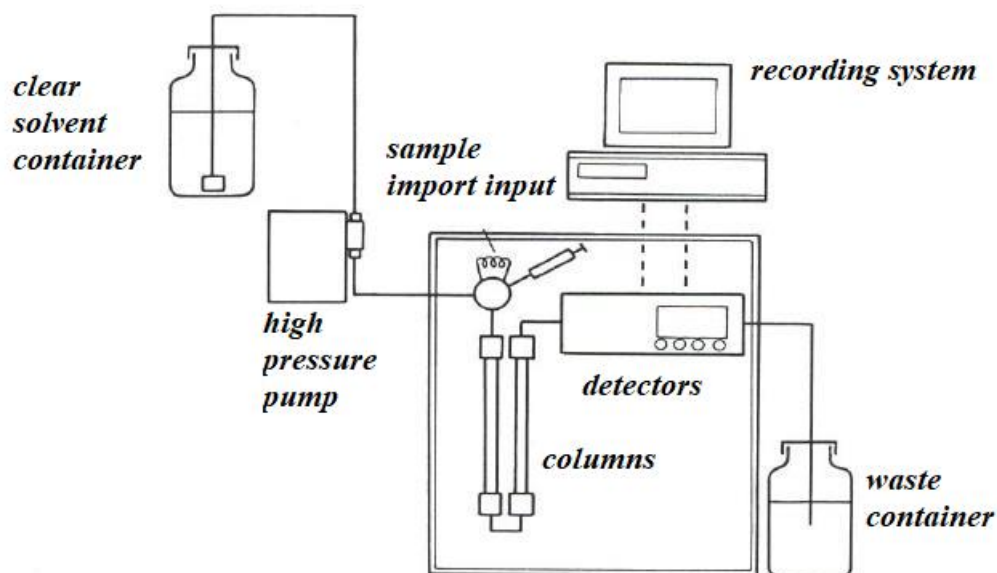 clear
solvent
container
recording system
sample
import input
high
pressure
pump
detectors
columns
waste
container